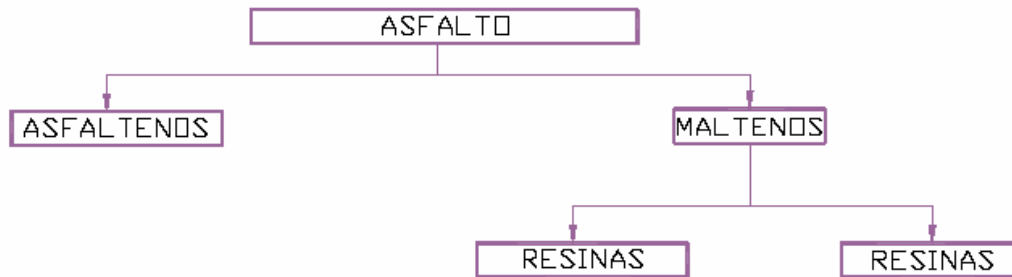 ASFALTO
ASFALTENOS
MALTENOS
RESINAS
RESINAS